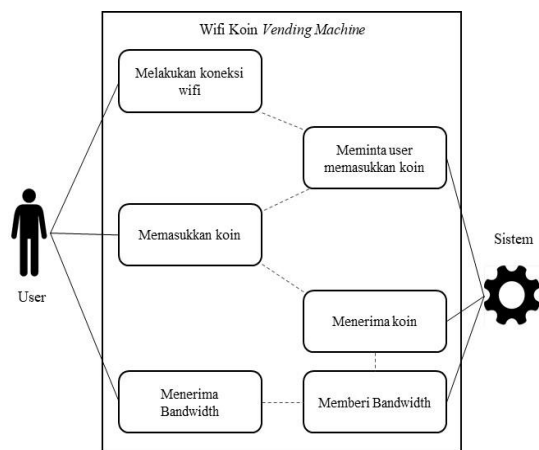 Wifi Koin Vending Machine
Melakukan koneksi
wifi
Meminta user
memasukkan koin
Memasukkan koin
User
Sistem
Menerima koin
Menerima
Bandwidth
Memberi Bandwidth